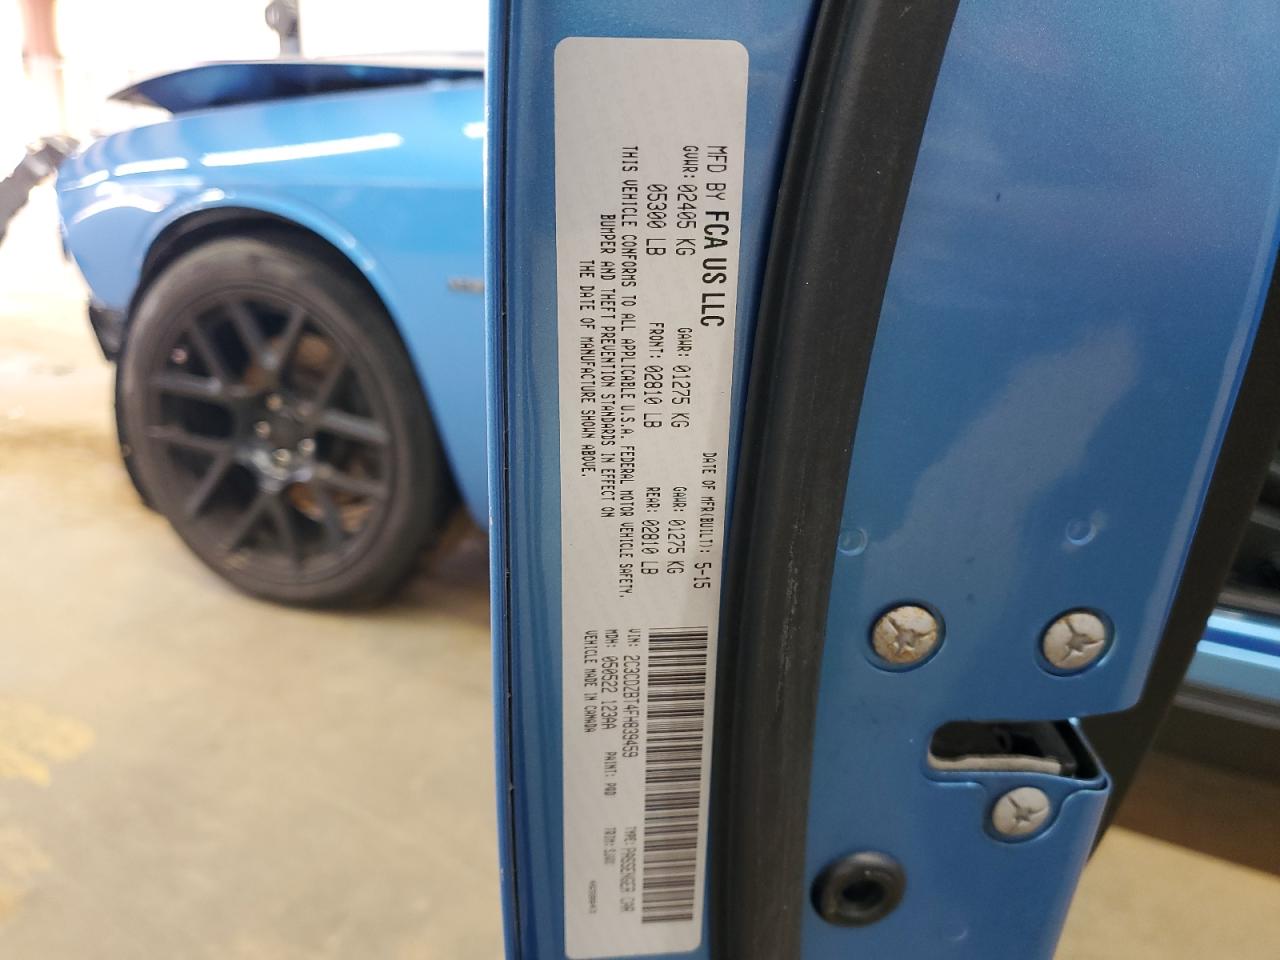 MFD BY FCA US LLC
DATE OF MFR(BUILT): 5-15
GVWR: 02405 KG
GAWR: 01275 KG
GAWR: 01275 KG
05300 LB
FRONT: 02810 LB
REAR: 02810 LB
THIS VEHICLE CONFORMS TO ALL APPLICABLE U.S.A. FEDERAL MOTOR VEHICLE SAFETY,
BUMPER AND THEFT PREVENTION STANDARDS IN EFFECT ON
THE DATE OF MANUFACTURE SHOWN ABOVE.
VIN: 2C3CDZBT4FH839459
TYPE: PASSENGER CAR
MDH: 050522 123AA
PAINT: PQD
TRIM:
VEHICLE MADE IN CANADA